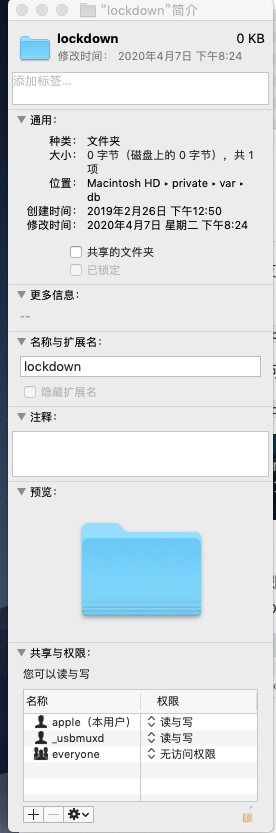 “lockdown”简介
lockdown 0 KB
修改时间： 2020年4月7日 下午8:24
添加标签...
通用：
种类： 文件夹
大小： 0 字节（磁盘上的 0 字节），共 1
项
位置： Macintosh HD ▸ private ▸ var ▸
db
创建时间： 2019年2月26日 下午12:50
修改时间： 2020年4月7日 星期二 下午8:24
共享的文件夹
已锁定
更多信息：
--
名称与扩展名：
lockdown
隐藏扩展名
注释：
预览：
共享与权限：
您可以读与写
名称 权限
apple（本用户） 读与写
_usbmuxd 读与写
everyone 无访问权限